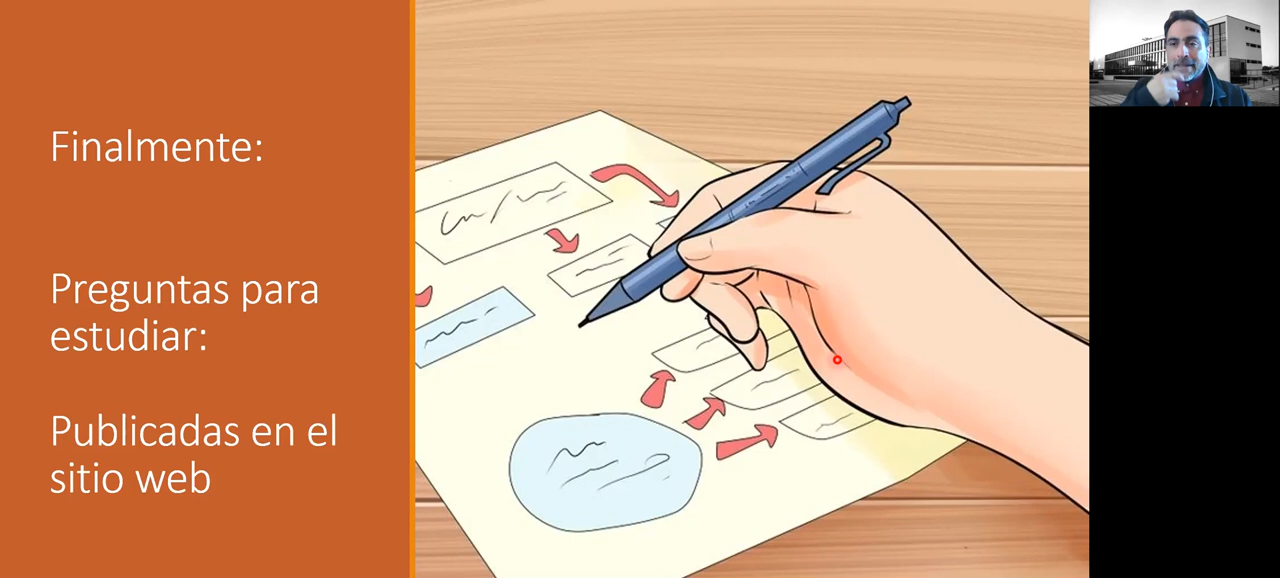 Finalmente:
Preguntas para
estudiar:
Publicadas en el
sitio web